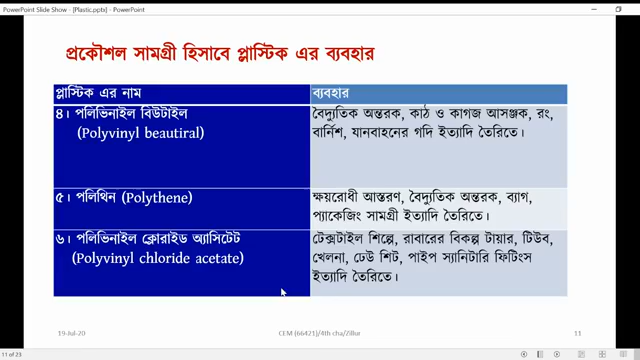 PowerPoint Slide Show - [Plastic.pptx] - PowerPoint
প্রকৌশল সামগ্রী হিসাবে প্লাস্টিক এর ব্যবহার
প্লাস্টিক এর নাম
ব্যবহার
৪। পলিভিনাইল বিউটাইল
(Polyvinyl beautiral)
বৈদ্যুতিক অন্তরক, কাঠ ও কাগজ আসঞ্জক, রং,
বার্নিশ, যানবাহনের গদি ইত্যাদি তৈরিতে।
৫। পলিথিন (Polythene)
ক্ষয়রোধী আস্তরণ, বৈদ্যুতিক অন্তরক, ব্যাগ,
প্যাকেজিং সামগ্রী ইত্যাদি তৈরিতে।
৬। পলিভিনাইল ক্লোরাইড অ্যাসিটেট
(Polyvinyl chloride acetate)
টেক্সটাইল শিল্পে, রাবারের বিকল্প টায়ার, টিউব,
খেলনা, ঢেউ শিট, পাইপ স্যানিটারি ফিটিংস
ইত্যাদি তৈরিতে।
19-Jul-20
CEM (66421)/4th cha/Zillur
11
11 of 23